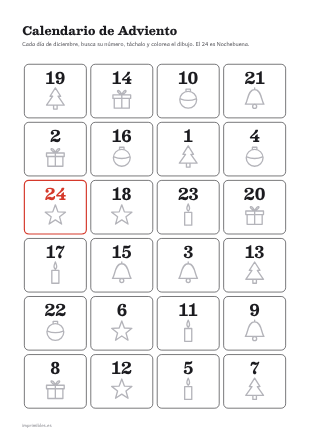 Calendario de Adviento
Cada día de diciembre, busca su número, táchalo y colorea el dibujo. El 24 es Nochebuena.
19 14 10 21
2 16 1 4
24 18 23 20
17 15 3 13
22 6 11 9
8 12 5 7
imprimibles.es